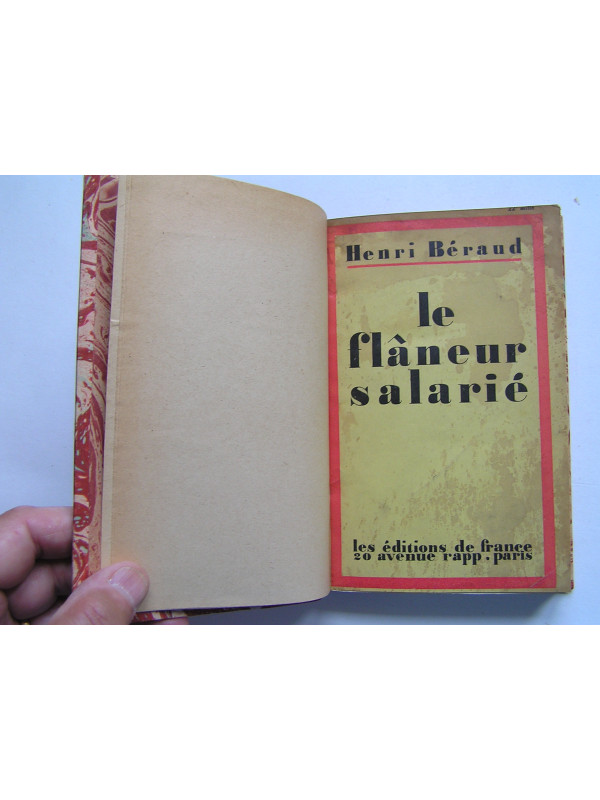 Henri Béraud
le
flâneur
salarié
les éditions de france
20 avenue rapp. paris